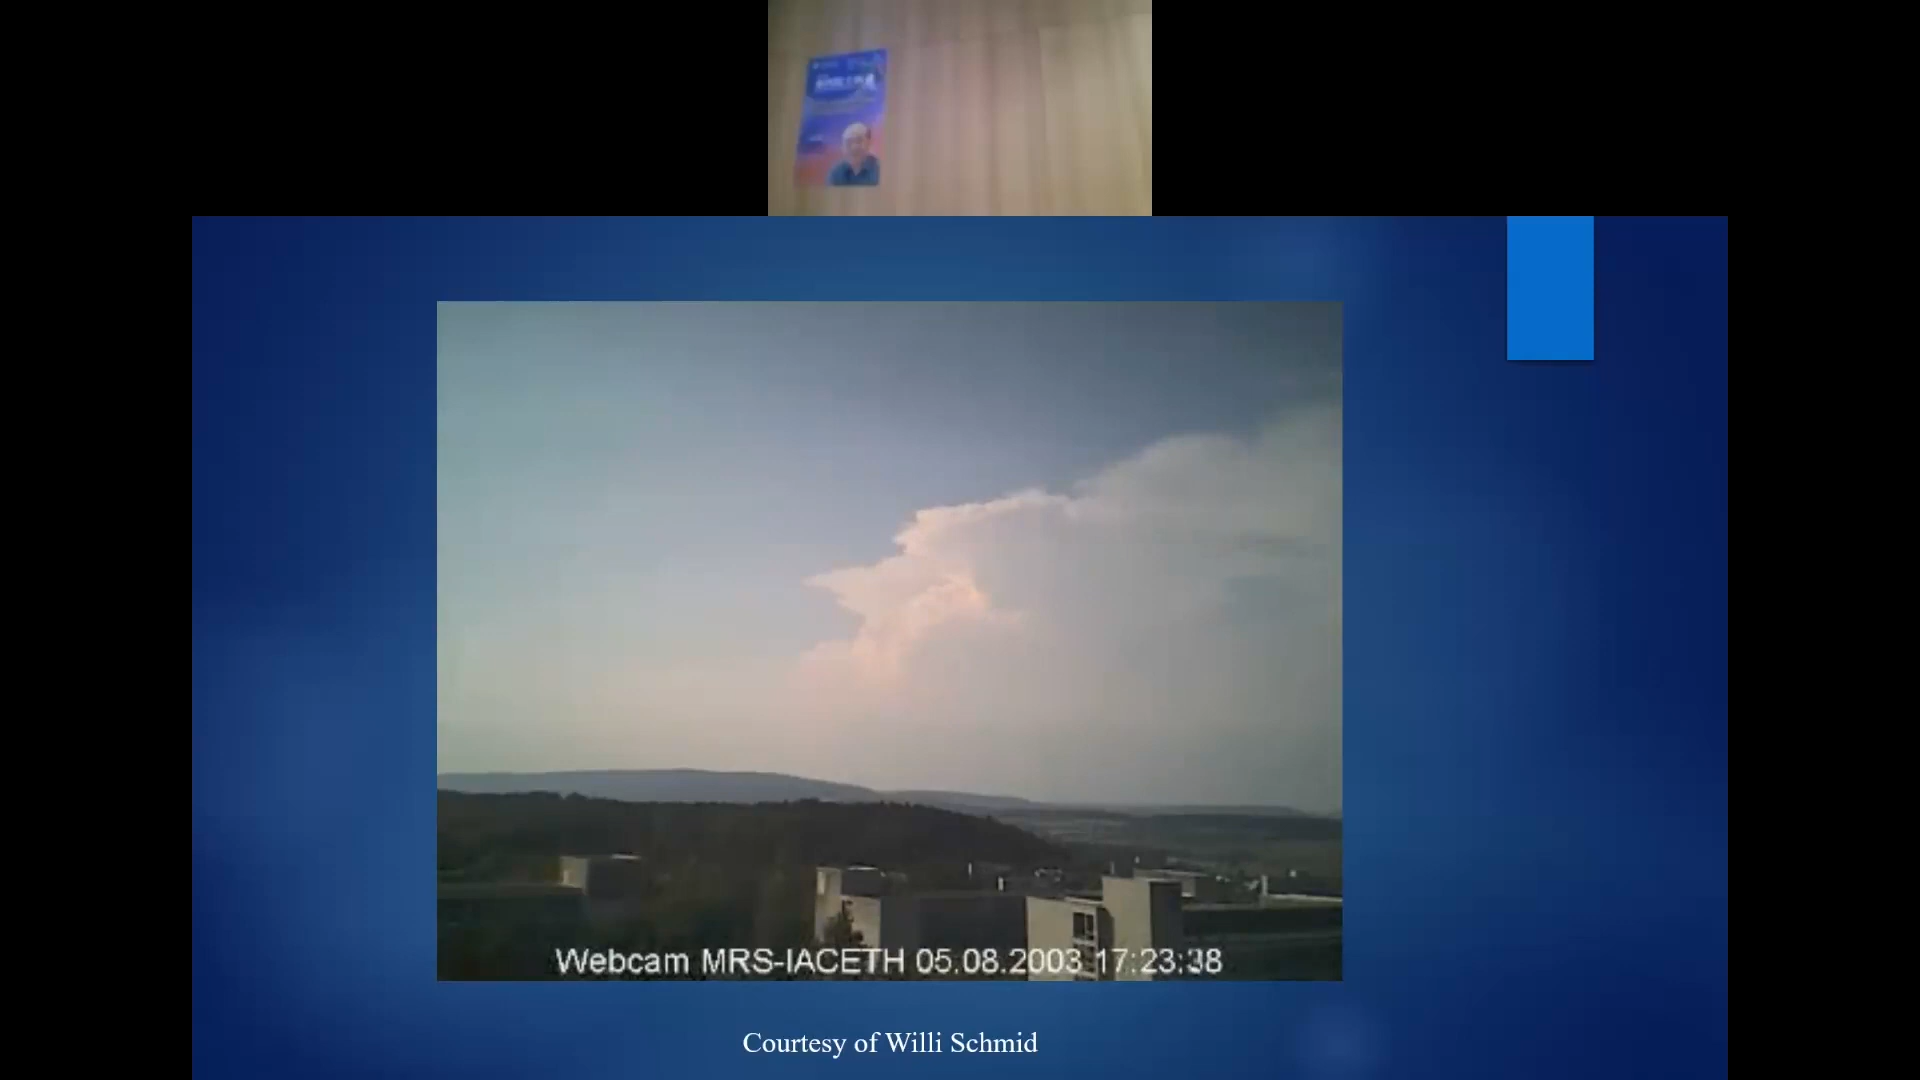 Webcam MRS-IACETH 05.08.2003 17:23:38
Courtesy of Willi Schmid